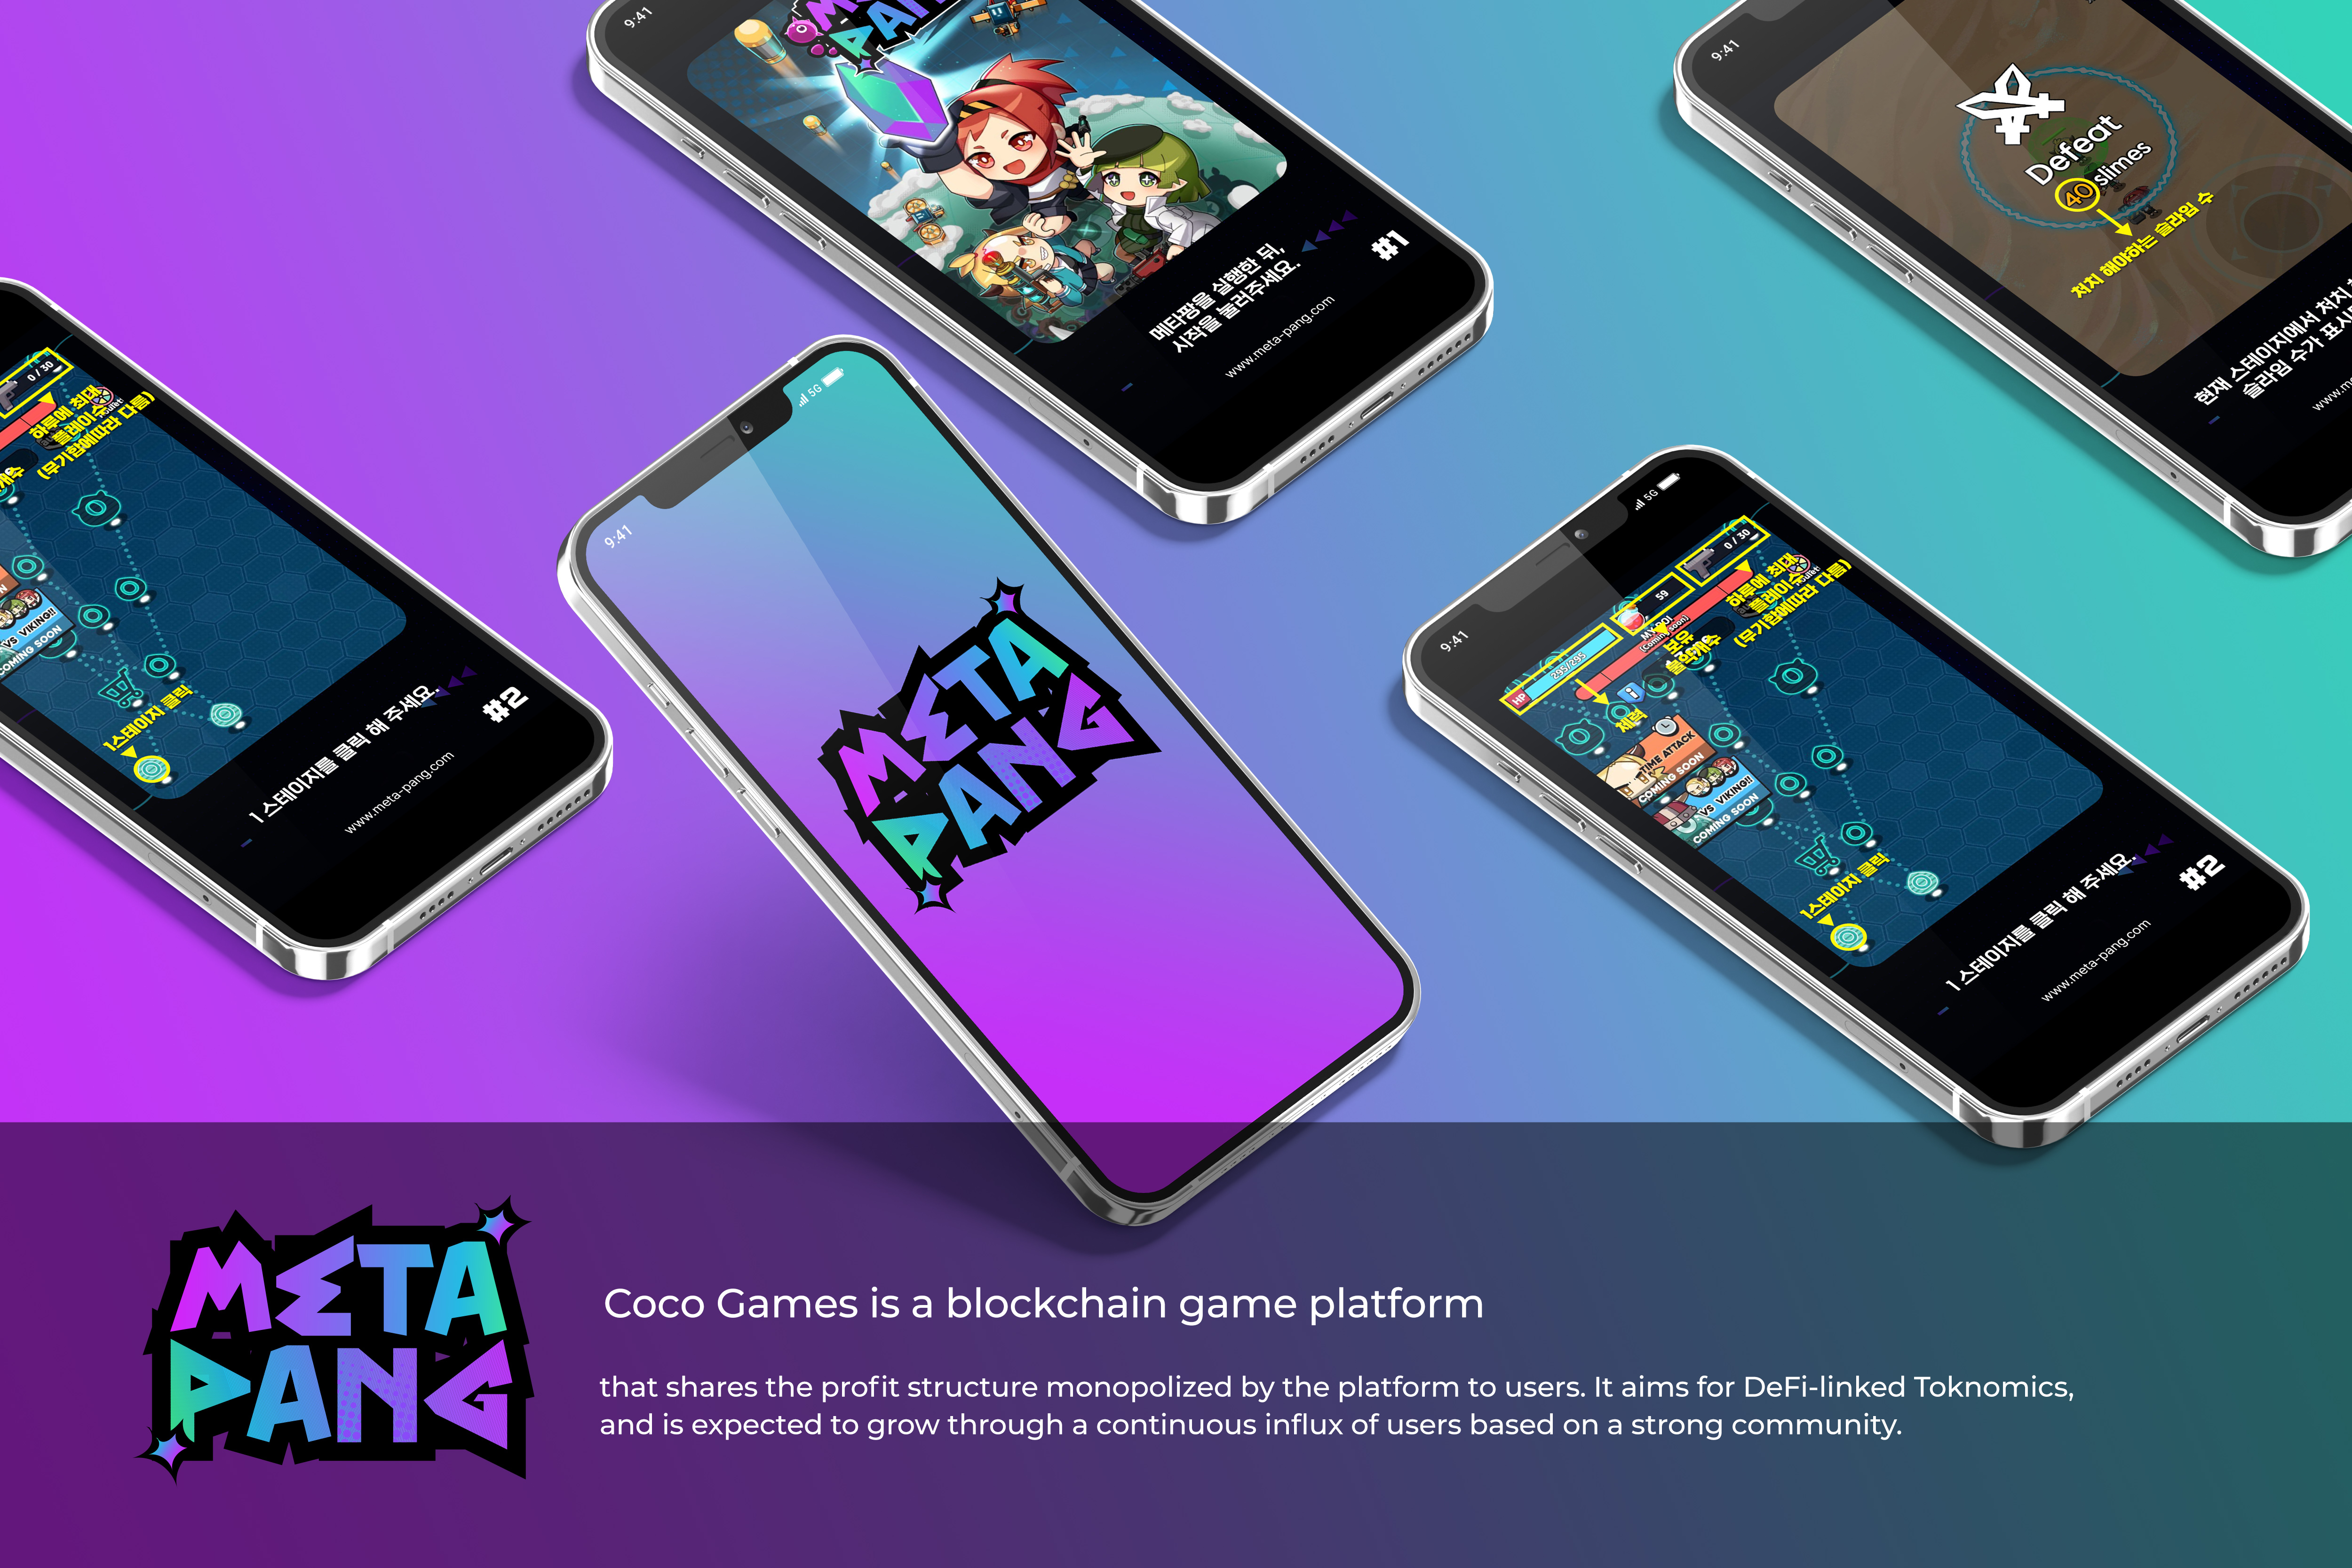 9:41
META
PANG
메타팡을 실행한 뒤,
시작을 눌러주세요.
#1
www.meta-pang.com
9:41
Defeat
40 slimes
처치 해야하는 슬라임 수
현재 스테이지에서 처치
슬라임 수가 표시
0 / 30
하루에 최대
플레이 수
(무기합에따라 다름)
VS VIKING!!
COMING SOON
1스테이지 클릭
1 스테이지를 클릭 해 주세요.
#2
www.meta-pang.com
9:41
5G
META
PANG
9:41
5G
HP
295/295
59
0 / 30
하루에 최대
플레이 수
(무기합에따라 다름)
보유
물약개수
체력
TIME ATTACK
COMING SOON
VS VIKING!!
COMING SOON
1스테이지 클릭
1 스테이지를 클릭 해 주세요.
#2
www.meta-pang.com
META
PANG
Coco Games is a blockchain game platform
that shares the profit structure monopolized by the platform to users. It aims for DeFi-linked Toknomics,
and is expected to grow through a continuous influx of users based on a strong community.